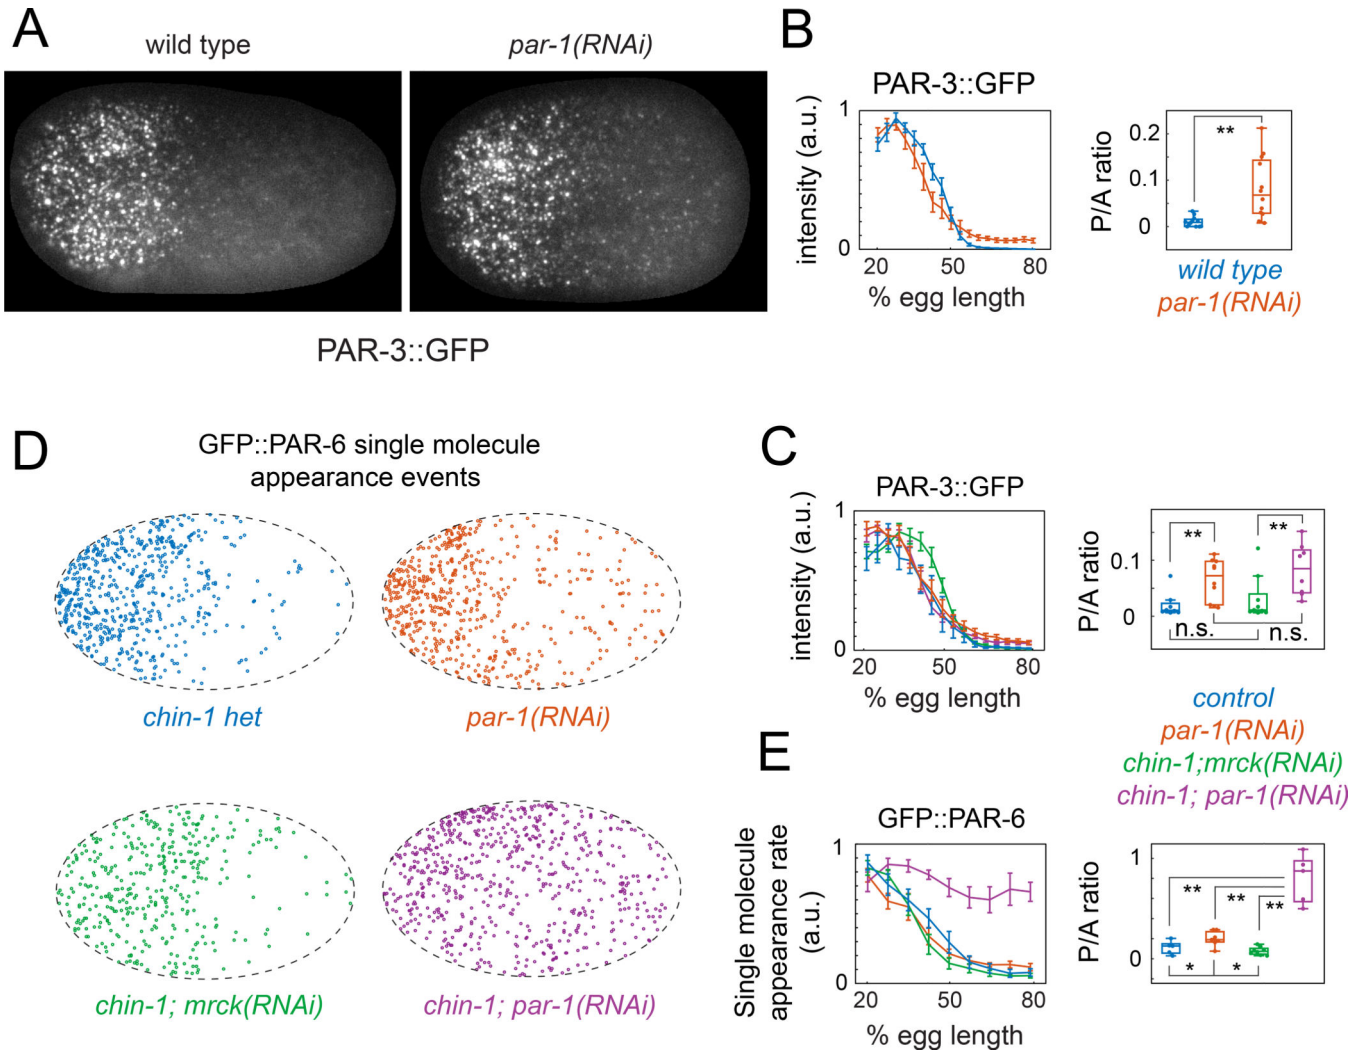 A
wild type
par-1(RNAi)
PAR-3::GFP
B
PAR-3::GFP
intensity (a.u.)
1
0
20
50
80
% egg length
P/A ratio
0.2
0.1
0
**
wild type
par-1(RNAi)
D
GFP::PAR-6 single molecule
appearance events
chin-1 het
par-1(RNAi)
chin-1; mrck(RNAi)
chin-1; par-1(RNAi)
C
PAR-3::GFP
intensity (a.u.)
1
0
20
50
80
% egg length
P/A ratio
0.1
0
**
**
n.s.
n.s.
control
par-1(RNAi)
chin-1;mrck(RNAi)
chin-1; par-1(RNAi)
E
GFP::PAR-6
Single molecule
appearance rate
(a.u.)
1
0
20
50
80
% egg length
P/A ratio
1
0
**
**
**
*
*